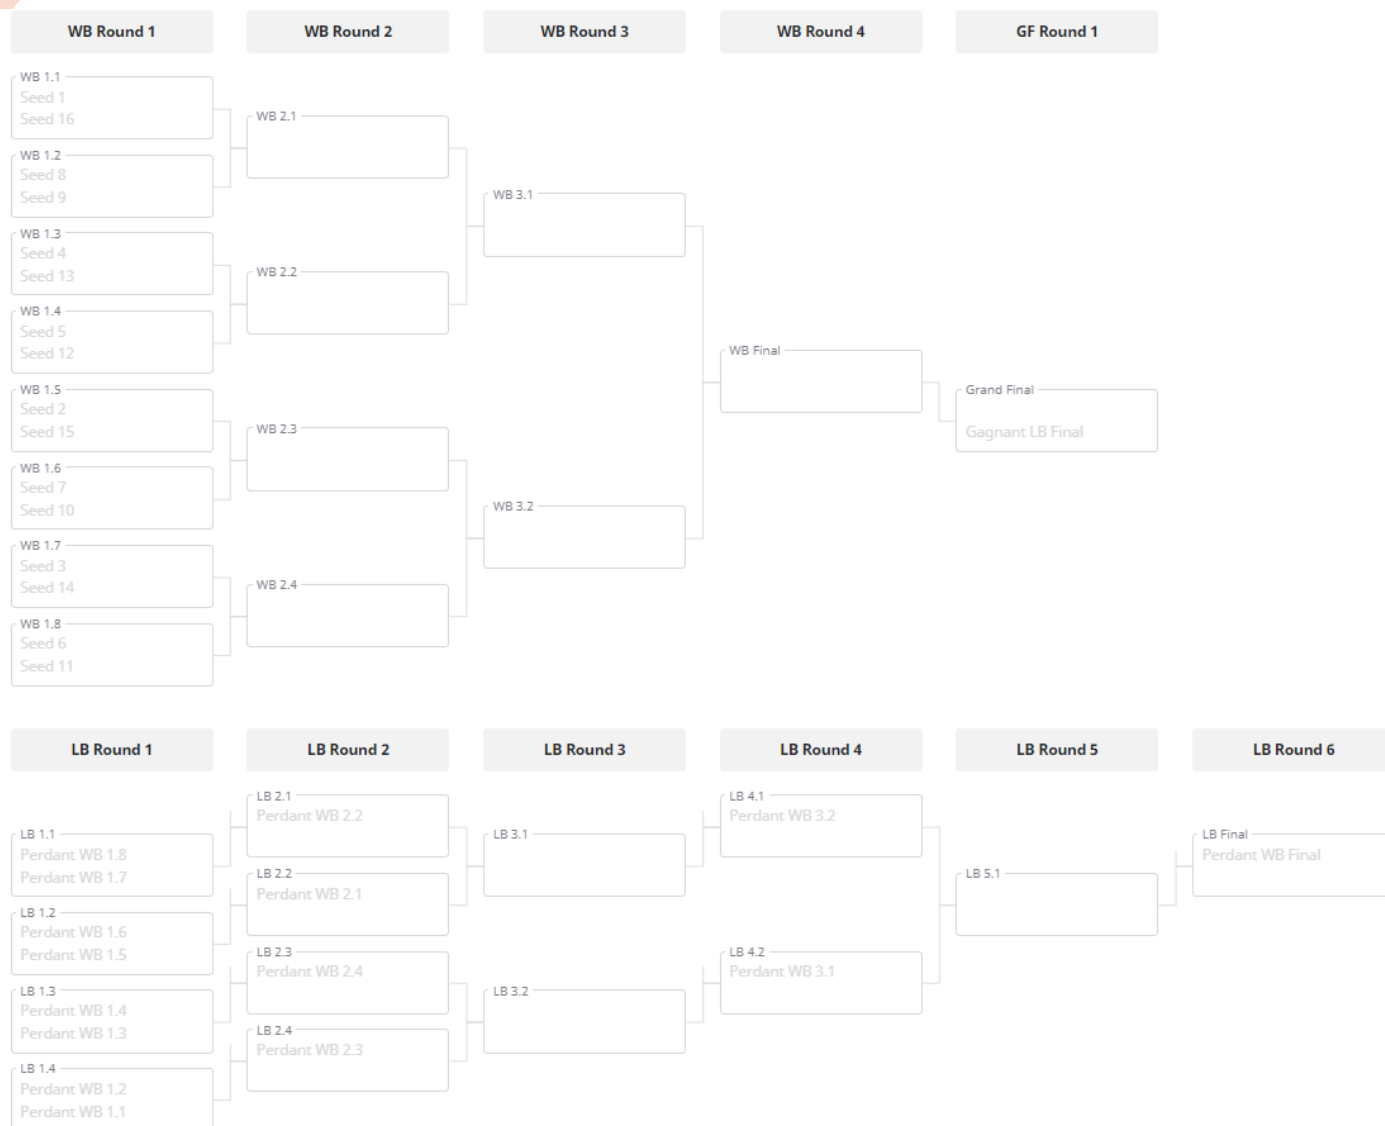 WB Round 1
WB Round 2
WB Round 3
WB Round 4
GF Round 1
WB 1.1
Seed 1
Seed 16
WB 1.2
Seed 8
Seed 9
WB 1.3
Seed 4
Seed 13
WB 1.4
Seed 5
Seed 12
WB 1.5
Seed 2
Seed 15
WB 1.6
Seed 7
Seed 10
WB 1.7
Seed 3
Seed 14
WB 1.8
Seed 6
Seed 11
WB 2.1
WB 2.2
WB 2.3
WB 2.4
WB 3.1
WB 3.2
WB Final
Grand Final
Gagnant LB Final
LB Round 1
LB Round 2
LB Round 3
LB Round 4
LB Round 5
LB Round 6
LB 1.1
Perdant WB 1.8
Perdant WB 1.7
LB 1.2
Perdant WB 1.6
Perdant WB 1.5
LB 1.3
Perdant WB 1.4
Perdant WB 1.3
LB 1.4
Perdant WB 1.2
Perdant WB 1.1
LB 2.1
Perdant WB 2.2
LB 2.2
Perdant WB 2.1
LB 2.3
Perdant WB 2.4
LB 2.4
Perdant WB 2.3
LB 3.1
LB 3.2
LB 4.1
Perdant WB 3.2
LB 4.2
Perdant WB 3.1
LB 5.1
LB Final
Perdant WB Final